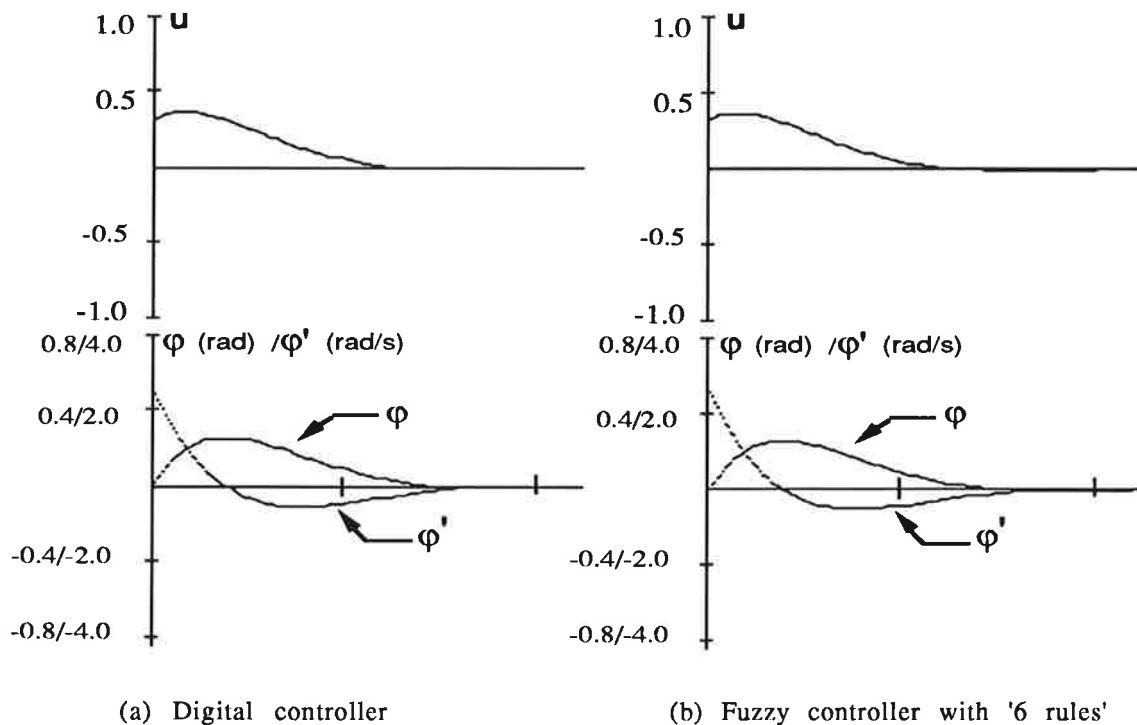 1.0 u
0.5
-0.5
-1.0
0.8/4.0 φ (rad) /φ' (rad/s)
0.4/2.0
φ
φ'
-0.4/-2.0
-0.8/-4.0
(a) Digital controller
1.0 u
0.5
-0.5
-1.0
0.8/4.0 φ (rad) /φ' (rad/s)
0.4/2.0
φ
φ'
-0.4/-2.0
-0.8/-4.0
(b) Fuzzy controller with '6 rules'